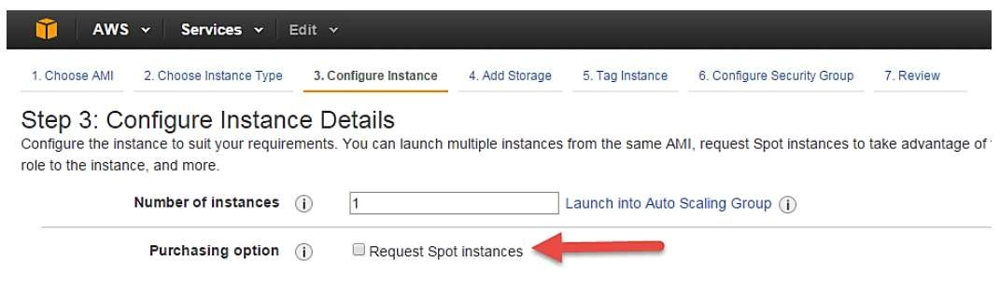 AWS Services Edit
1. Choose AMI 2. Choose Instance Type 3. Configure Instance 4. Add Storage 5. Tag Instance 6. Configure Security Group 7. Review
Step 3: Configure Instance Details
Configure the instance to suit your requirements. You can launch multiple instances from the same AMI, request Spot instances to take advantage of
role to the instance, and more.
Number of instances i 1 Launch into Auto Scaling Group i
Purchasing option i Request Spot instances